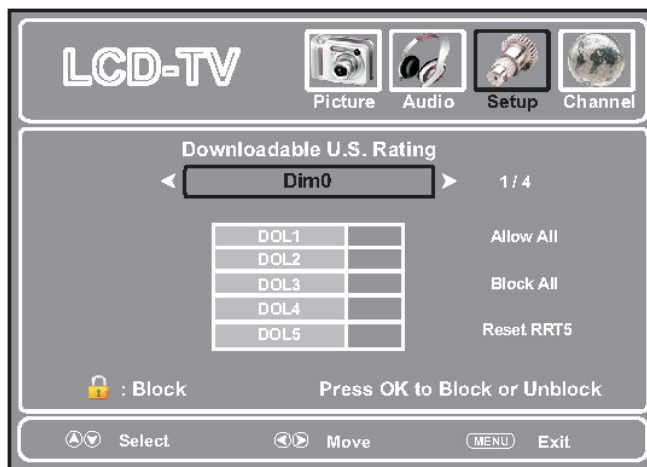 LCD-TV
Picture Audio Setup Channel
Downloadable U.S. Rating
Dim0 1/4
DOL1 Allow All
DOL2
DOL3 Block All
DOL4
DOL5 Reset RRT5
: Block Press OK to Block or Unblock
Select Move MENU Exit